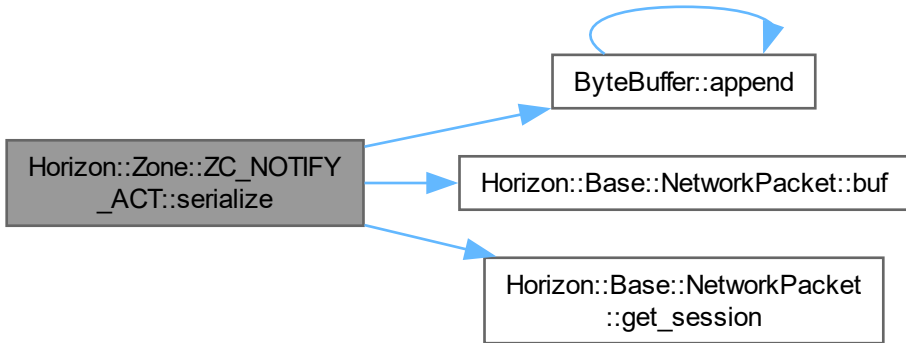 Horizon::Zone::ZC_NOTIFY
_ACT::serialize
ByteBuffer::append
Horizon::Base::NetworkPacket::buf
Horizon::Base::NetworkPacket
::get_session